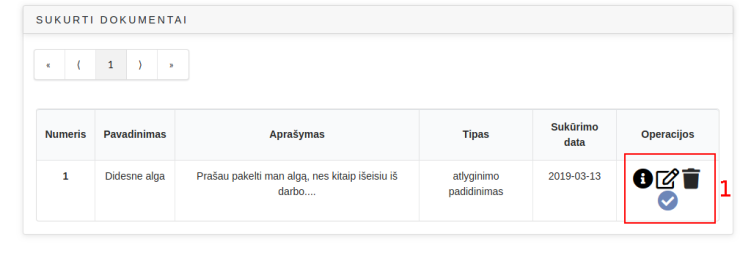 SUKURTI DOKUMENTAI
« ⟨ 1 ⟩ »
Numeris Pavadinimas Aprašymas Tipas Sukūrimo data Operacijos
1 Didesne alga Prašau pakelti man algą, nes kitaip išeisiu iš darbo.... atlyginimo padidinimas 2019-03-13
1